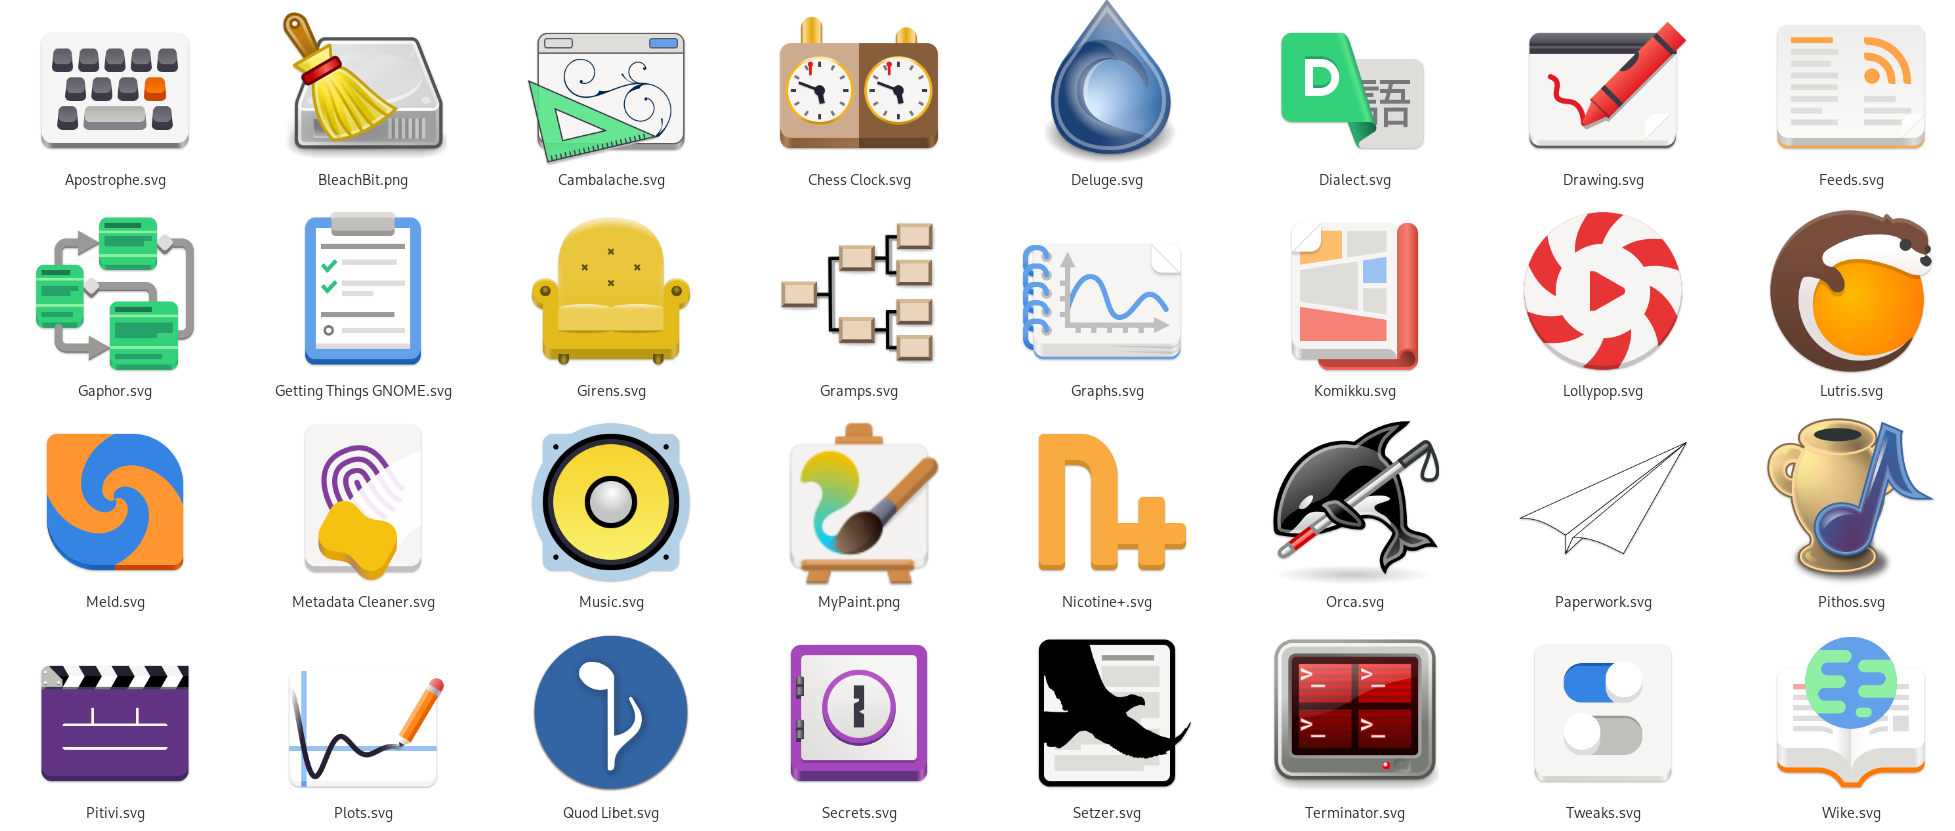 D
語
Apostrophe.svg
BleachBit.png
Cambalache.svg
Chess Clock.svg
Deluge.svg
Dialect.svg
Drawing.svg
Feeds.svg
Gaphor.svg
Getting Things GNOME.svg
Girens.svg
Gramps.svg
Graphs.svg
Komikku.svg
Lollypop.svg
Lutris.svg
n+
Meld.svg
Metadata Cleaner.svg
Music.svg
MyPaint.png
Nicotine+.svg
Orca.svg
Paperwork.svg
Pithos.svg
>_ >_
>_ >_
Pitivi.svg
Plots.svg
Quod Libet.svg
Secrets.svg
Setzer.svg
Terminator.svg
Tweaks.svg
Wike.svg